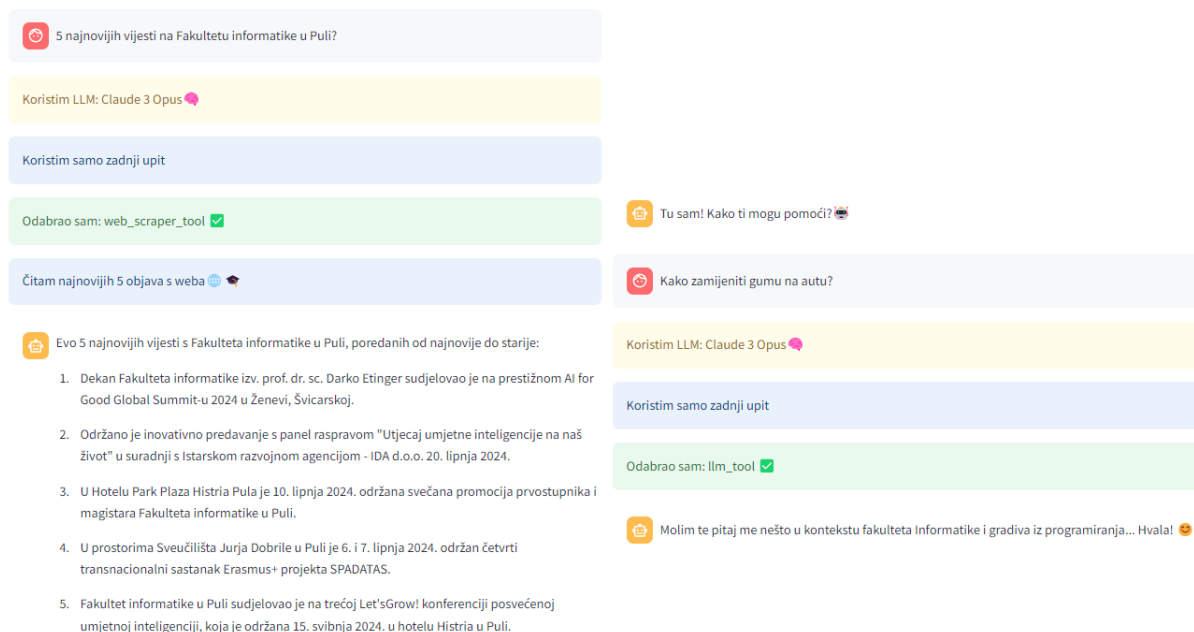 5 najnovijih vijesti na Fakultetu informatike u Puli?
Koristim LLM: Claude 3 Opus🧠
Koristim samo zadnji upit
Odabrao sam: web_scraper_tool ✅
Čitam najnovijih 5 objava s weba🌐 🎓
Evo 5 najnovijih vijesti s Fakulteta informatike u Puli, poredanih od najnovije do starije:
1. Dekan Fakulteta informatike izv. prof. dr. sc. Darko Etinger sudjelovao je na prestižnom AI for
Good Global Summit-u 2024 u Ženevi, Švicarskoj.
2. Održano je inovativno predavanje s panel raspravom "Utjecaj umjetne inteligencije na naš
život" u suradnji s Istarskom razvojnom agencijom - IDA d.o.o. 20. lipnja 2024.
3. U Hotelu Park Plaza Histria Pula je 10. lipnja 2024. održana svečana promocija prvostupnika i
magistara Fakulteta informatike u Puli.
4. U prostorima Sveučilišta Jurja Dobrile u Puli je 6. i 7. lipnja 2024. održan četvrti
transnacionalni sastanak Erasmus+ projekta SPADATAS.
5. Fakultet informatike u Puli sudjelovao je na trećoj Let'sGrow! konferenciji posvećenoj
umjetnoj inteligenciji, koja je održana 15. svibnja 2024. u hotelu Histria u Puli.
Tu sam! Kako ti mogu pomoći?🤖
Kako zamijeniti gumu na autu?
Koristim LLM: Claude 3 Opus🧠
Koristim samo zadnji upit
Odabrao sam: llm_tool ✅
Molim te pitaj me nešto u kontekstu fakulteta Informatike i gradiva iz programiranja... Hvala! 😊